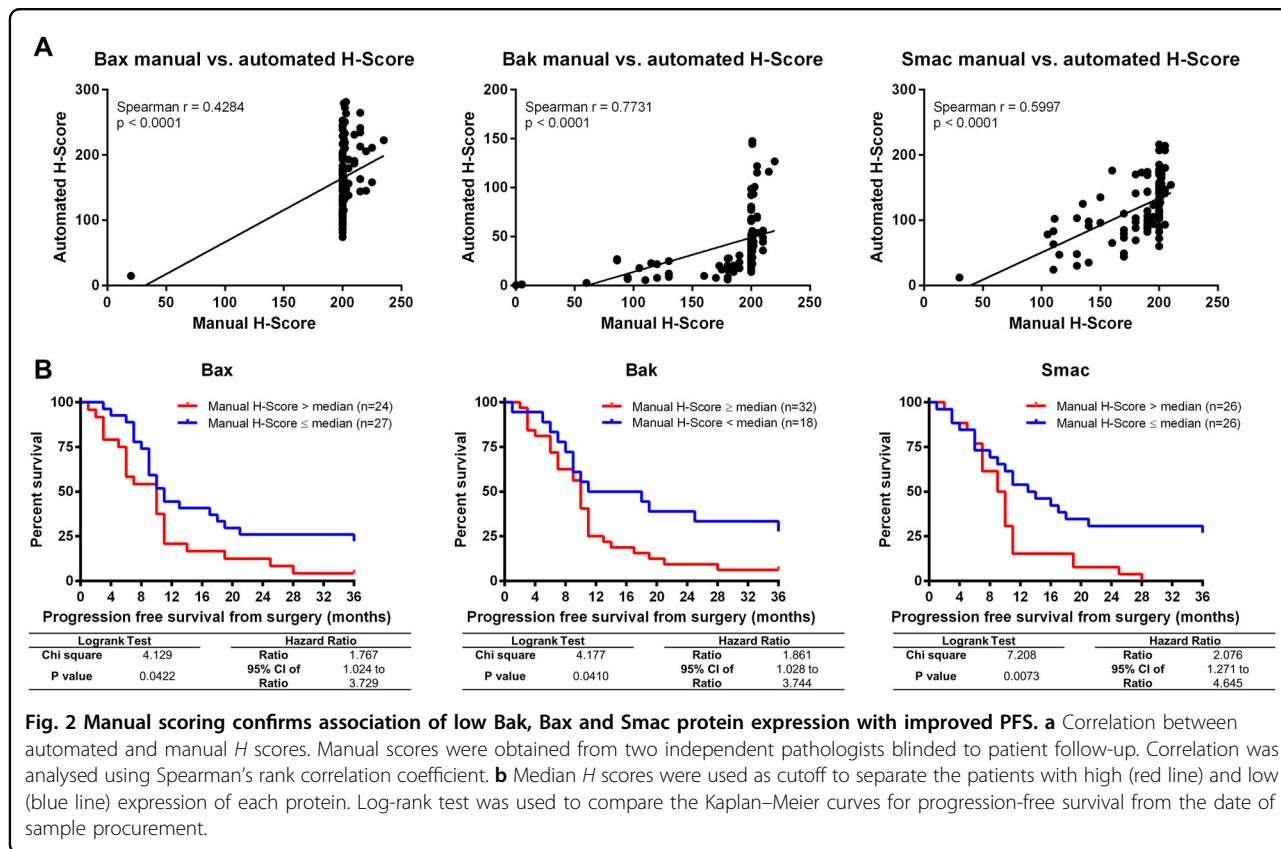 A
Bax manual vs. automated H-Score
Spearman r = 0.4284
p < 0.0001
Automated H-Score
300
200
100
0
0 50 100 150 200 250
Manual H-Score
Bak manual vs. automated H-Score
Spearman r = 0.7731
p < 0.0001
Automated H-Score
200
150
100
50
0
0 50 100 150 200 250
Manual H-Score
Smac manual vs. automated H-Score
Spearman r = 0.5997
p < 0.0001
Automated H-Score
300
200
100
0
0 50 100 150 200 250
Manual H-Score
B
Bax
Manual H-Score > median (n=24)
Manual H-Score ≤ median (n=27)
Percent survival
100
75
50
25
0
0 4 8 12 16 20 24 28 32 36
Progression free survival from surgery (months)
Logrank Test Hazard Ratio
Chi square 4.129 Ratio 1.767
P value 0.0422 95% CI of Ratio 1.024 to 3.729
Bak
Manual H-Score ≥ median (n=32)
Manual H-Score < median (n=18)
Percent survival
100
75
50
25
0
0 4 8 12 16 20 24 28 32 36
Progression free survival from surgery (months)
Logrank Test Hazard Ratio
Chi square 4.177 Ratio 1.861
P value 0.0410 95% CI of Ratio 1.028 to 3.744
Smac
Manual H-Score > median (n=26)
Manual H-Score ≤ median (n=26)
Percent survival
100
75
50
25
0
0 4 8 12 16 20 24 28 32 36
Progression free survival from surgery (months)
Logrank Test Hazard Ratio
Chi square 7.208 Ratio 2.076
P value 0.0073 95% CI of Ratio 1.271 to 4.645
Fig. 2 Manual scoring confirms association of low Bak, Bax and Smac protein expression with improved PFS. a Correlation between
automated and manual H scores. Manual scores were obtained from two independent pathologists blinded to patient follow-up. Correlation was
analysed using Spearman's rank correlation coefficient. b Median H scores were used as cutoff to separate the patients with high (red line) and low
(blue line) expression of each protein. Log-rank test was used to compare the Kaplan–Meier curves for progression-free survival from the date of
sample procurement.